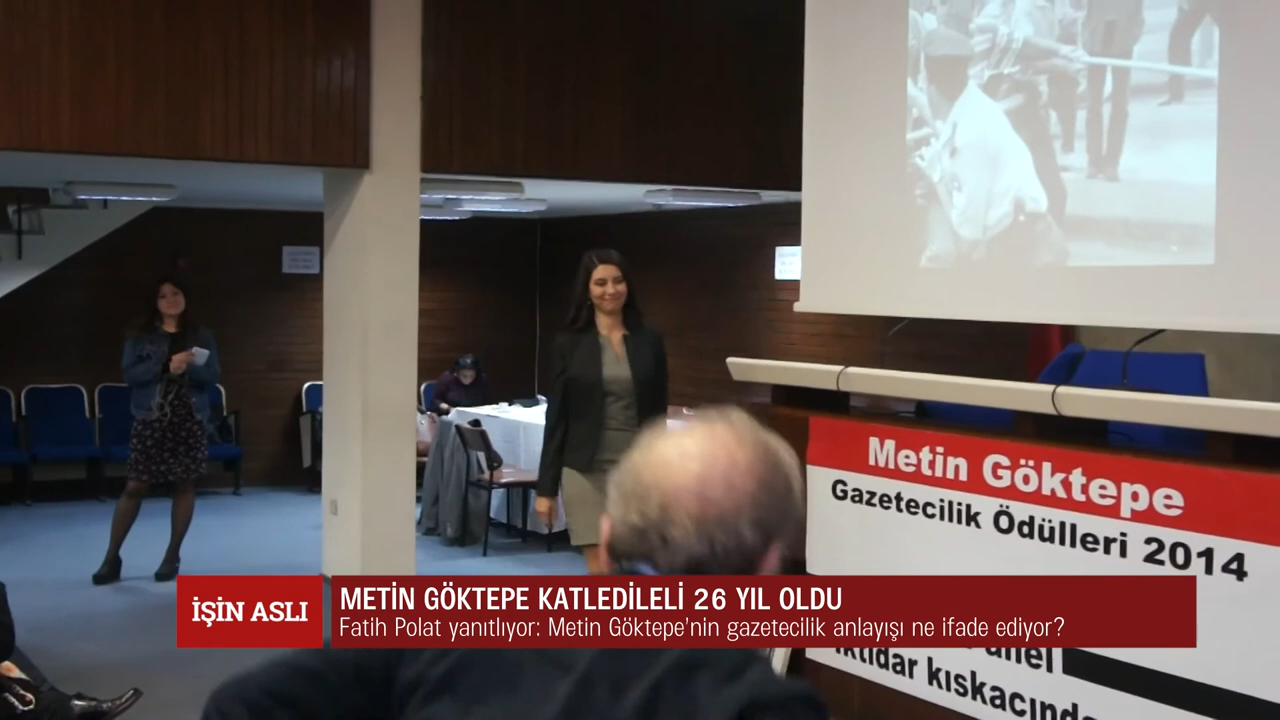 Metin Göktepe
Gazetecilik Ödülleri 2014
İŞİN ASLI
METİN GÖKTEPE KATLEDİLELİ 26 YIL OLDU
Fatih Polat yanıtlıyor: Metin Göktepe'nin gazetecilik anlayışı ne ifade ediyor?
iktidar kıskacında